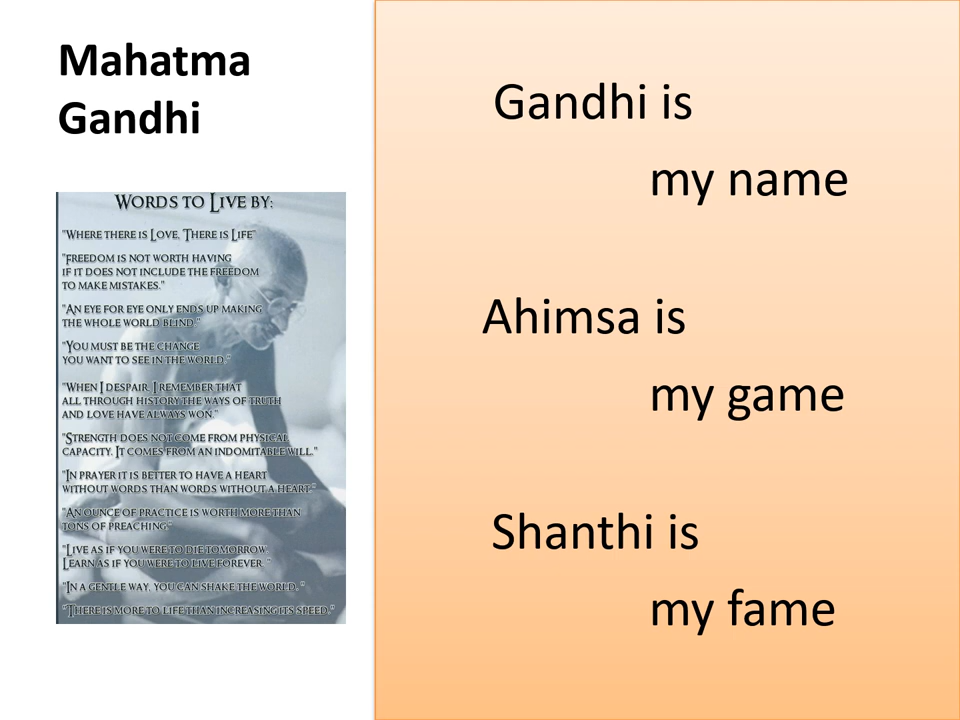 Mahatma
Gandhi
WORDS TO LIVE BY:
"WHERE THERE IS LOVE, THERE IS LIFE"
"FREEDOM IS NOT WORTH HAVING
IF IT DOES NOT INCLUDE THE FREEDOM
TO MAKE MISTAKES."
"AN EYE FOR EYE ONLY ENDS UP MAKING
THE WHOLE WORLD BLIND."
"YOU MUST BE THE CHANGE
YOU WANT TO SEE IN THE WORLD."
"WHEN I DESPAIR, I REMEMBER THAT
ALL THROUGH HISTORY THE WAYS OF TRUTH
AND LOVE HAVE ALWAYS WON."
"STRENGTH DOES NOT COME FROM PHYSICAL
CAPACITY. IT COMES FROM AN INDOMITABLE WILL."
"IN PRAYER IT IS BETTER TO HAVE A HEART
WITHOUT WORDS THAN WORDS WITHOUT A HEART."
"AN OUNCE OF PRACTICE IS WORTH MORE THAN
TONS OF PREACHING."
"LIVE AS IF YOU WERE TO DIE TOMORROW.
LEARN AS IF YOU WERE TO LIVE FOREVER."
"IN A GENTLE WAY, YOU CAN SHAKE THE WORLD."
"THERE IS MORE TO LIFE THAN INCREASING ITS SPEED."
Gandhi is
my name
Ahimsa is
my game
Shanthi is
my fame